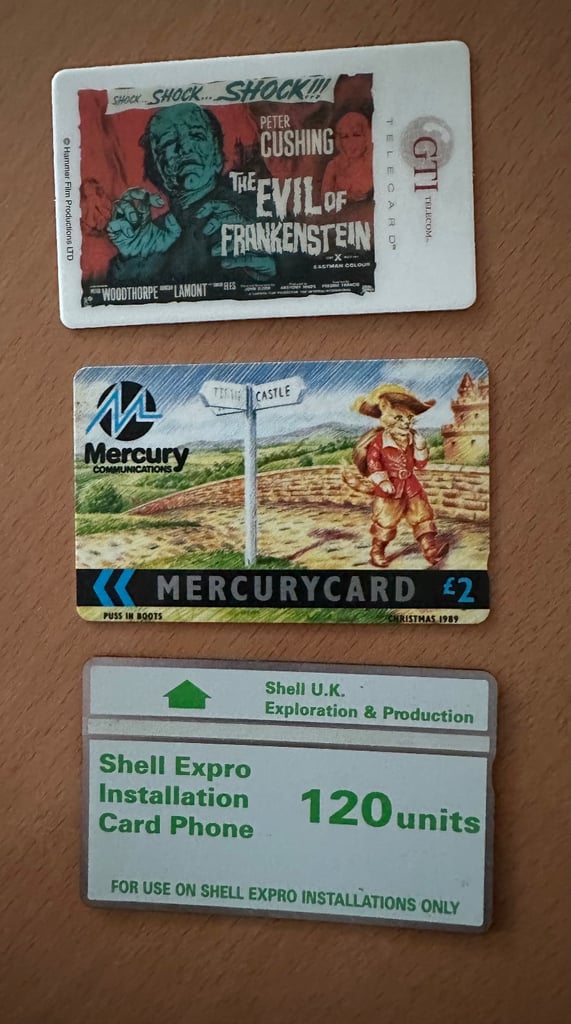 SHOCK... SHOCK... SHOCK!!!
PETER
CUSHING
THE
EVIL OF
FRANKENSTEIN
X
EASTMAN COLOUR
WOODTHORPE
LAMONT
© Hammer Film Productions LTD
GTI
TELECOM
TELECARD
Mercury
COMMUNICATIONS
CASTLE
MERCURYCARD £2
PUSS IN BOOTS CHRISTMAS 1989
Shell U.K.
Exploration & Production
Shell Expro
Installation
Card Phone
120 units
FOR USE ON SHELL EXPRO INSTALLATIONS ONLY